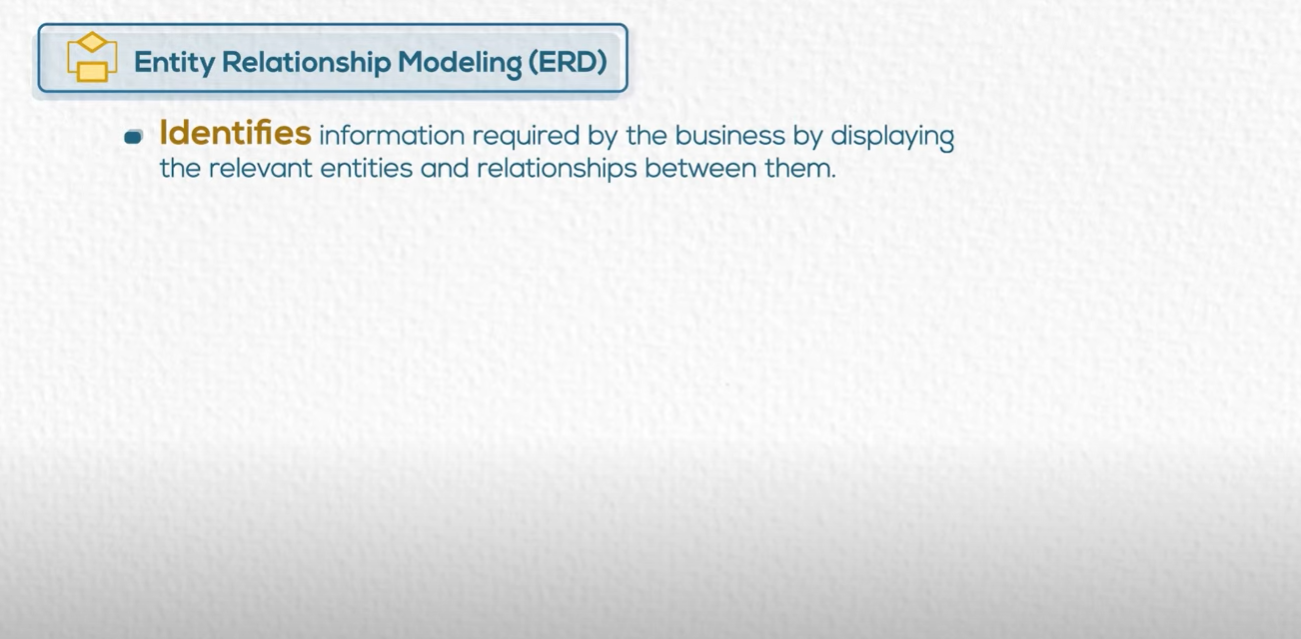 Entity Relationship Modeling (ERD)
Identifies information required by the business by displaying
the relevant entities and relationships between them.